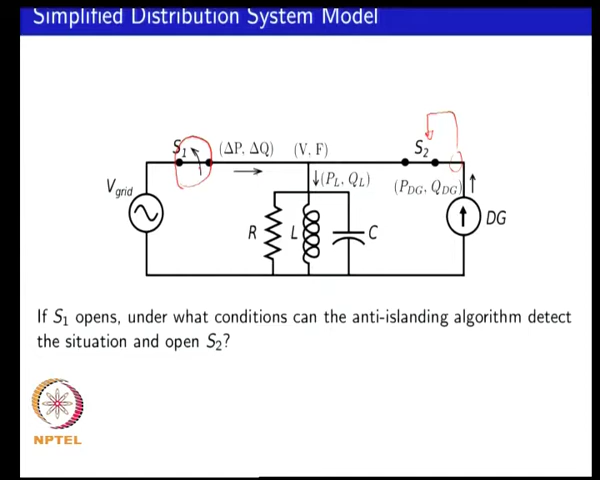 Simplified Distribution System Model
S1 (ΔP, ΔQ) (V, F) S2
Vgrid (PL, QL) (PDG, QDG)
R L C DG
If S1 opens, under what conditions can the anti-islanding algorithm detect
the situation and open S2?
NPTEL